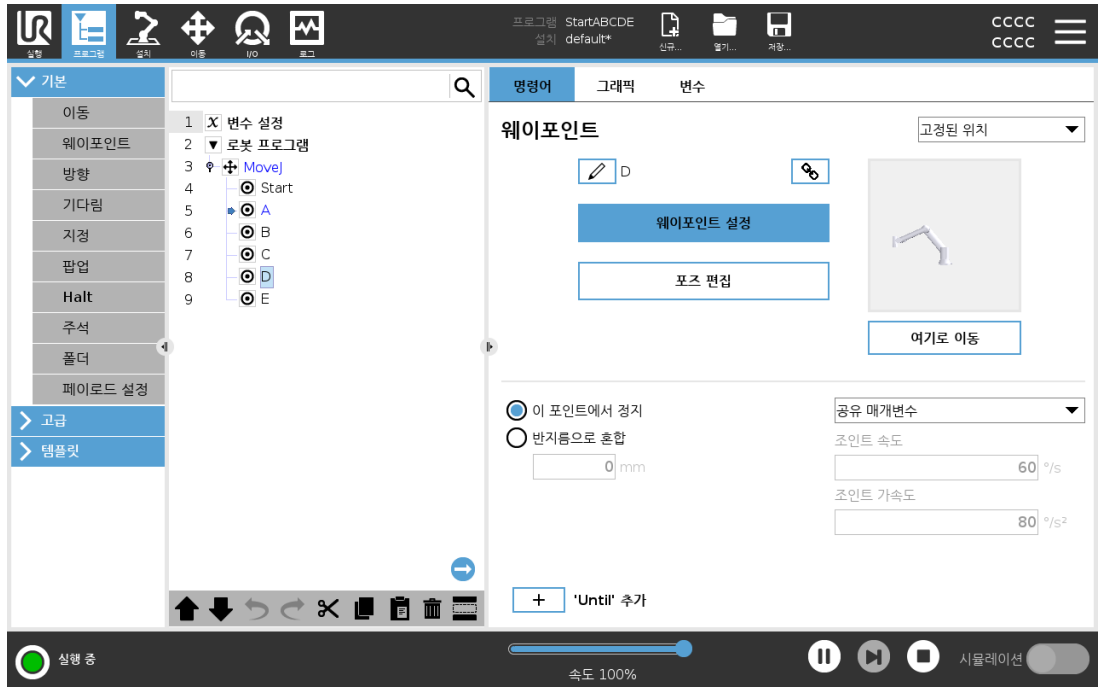 UR
프로그램 StartABCDE
설치 default*
실행
프로그램
설치
이동
I/O
로그
신규...
열기...
저장...
CCCC
CCCC
기본
이동
웨이포인트
방향
기다림
지정
팝업
Halt
주석
폴더
페이로드 설정
고급
템플릿
1 X 변수 설정
2 ▼ 로봇 프로그램
3 MoveJ
4 Start
5 A
6 B
7 C
8 D
9 E
명령어 그래픽 변수
웨이포인트
고정된 위치
D
웨이포인트 설정
포즈 편집
여기로 이동
이 포인트에서 정지
반지름으로 혼합
0 mm
공유 매개변수
조인트 속도
60 °/s
조인트 가속도
80 °/s²
+ 'Until' 추가
실행 중
속도 100%
시뮬레이션